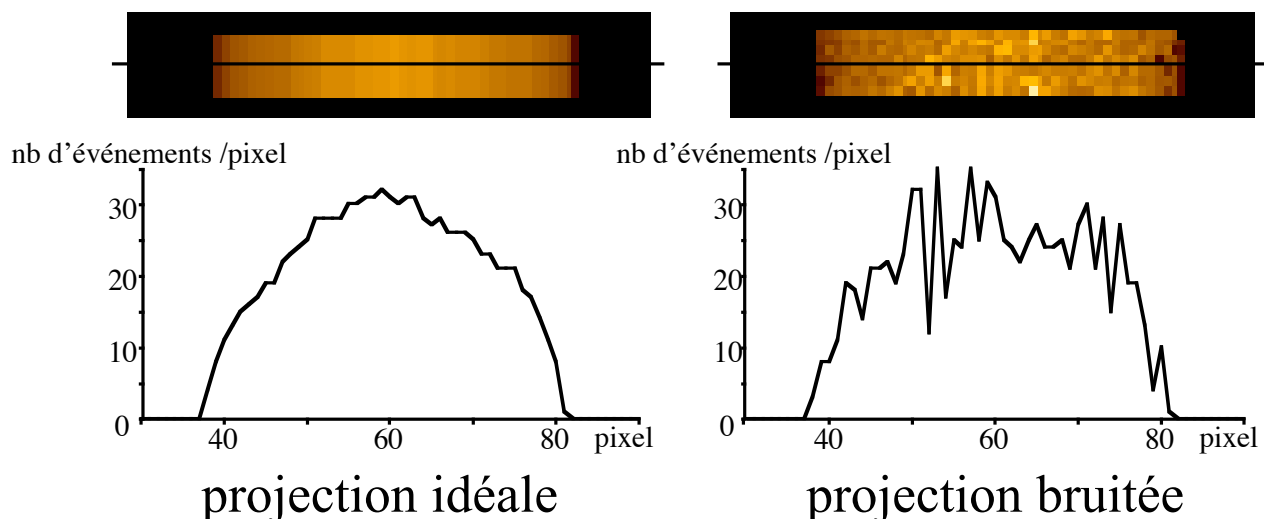 nb d’événements /pixel
30
20
10
0
40 60 80 pixel
projection idéale
nb d’événements /pixel
30
20
10
0
40 60 80 pixel
projection bruitée